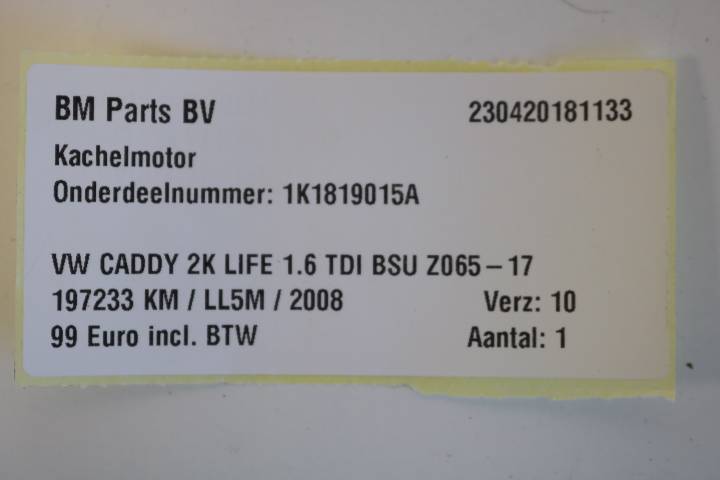 BM Parts BV 230420181133
Kachelmotor
Onderdeelnummer: 1K1819015A
VW CADDY 2K LIFE 1.6 TDI BSU Z065-17
197233 KM / LL5M / 2008 Verz: 10
99 Euro incl. BTW Aantal: 1